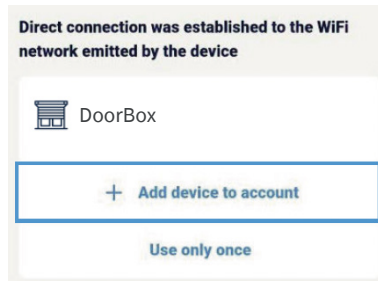 Direct connection was established to the WiFi
network emitted by the device
DoorBox
+ Add device to account
Use only once